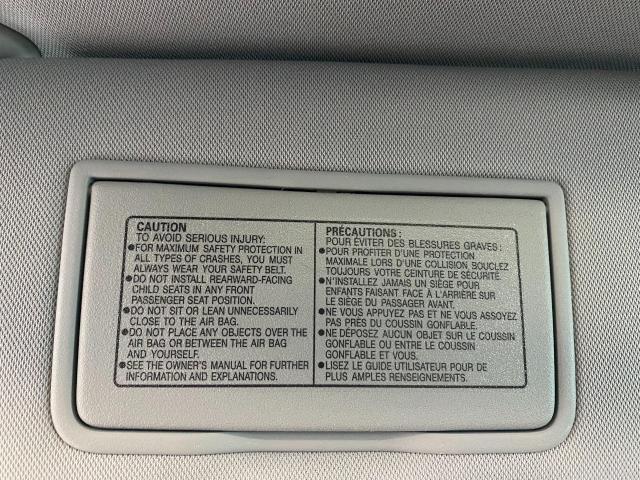 CAUTION
TO AVOID SERIOUS INJURY:
●FOR MAXIMUM SAFETY PROTECTION IN
ALL TYPES OF CRASHES, YOU MUST
ALWAYS WEAR YOUR SAFETY BELT.
●DO NOT INSTALL REARWARD-FACING
CHILD SEATS IN ANY FRONT
PASSENGER SEAT POSITION.
●DO NOT SIT OR LEAN UNNECESSARILY
CLOSE TO THE AIR BAG.
●DO NOT PLACE ANY OBJECTS OVER THE
AIR BAG OR BETWEEN THE AIR BAG
AND YOURSELF.
●SEE THE OWNER'S MANUAL FOR FURTHER
INFORMATION AND EXPLANATIONS.
PRÉCAUTIONS :
POUR ÉVITER DES BLESSURES GRAVES :
●POUR PROFITER D'UNE PROTECTION
MAXIMALE LORS D'UNE COLLISION BOUCLEZ
TOUJOURS VOTRE CEINTURE DE SÉCURITÉ.
●N'INSTALLEZ JAMAIS UN SIÈGE POUR
ENFANTS FAISANT FACE À L'ARRIÈRE SUR
LE SIÈGE DU PASSAGER AVANT.
●NE VOUS APPUYEZ PAS ET NE VOUS ASSOYEZ
PAS PRÈS DU COUSSIN GONFLABLE.
●NE DÉPOSEZ AUCUN OBJET SUR LE COUSSIN
GONFLABLE OU ENTRE LE COUSSIN
GONFLABLE ET VOUS.
●LISEZ LE GUIDE UTILISATEUR POUR DE
PLUS AMPLES RENSEIGNEMENTS.